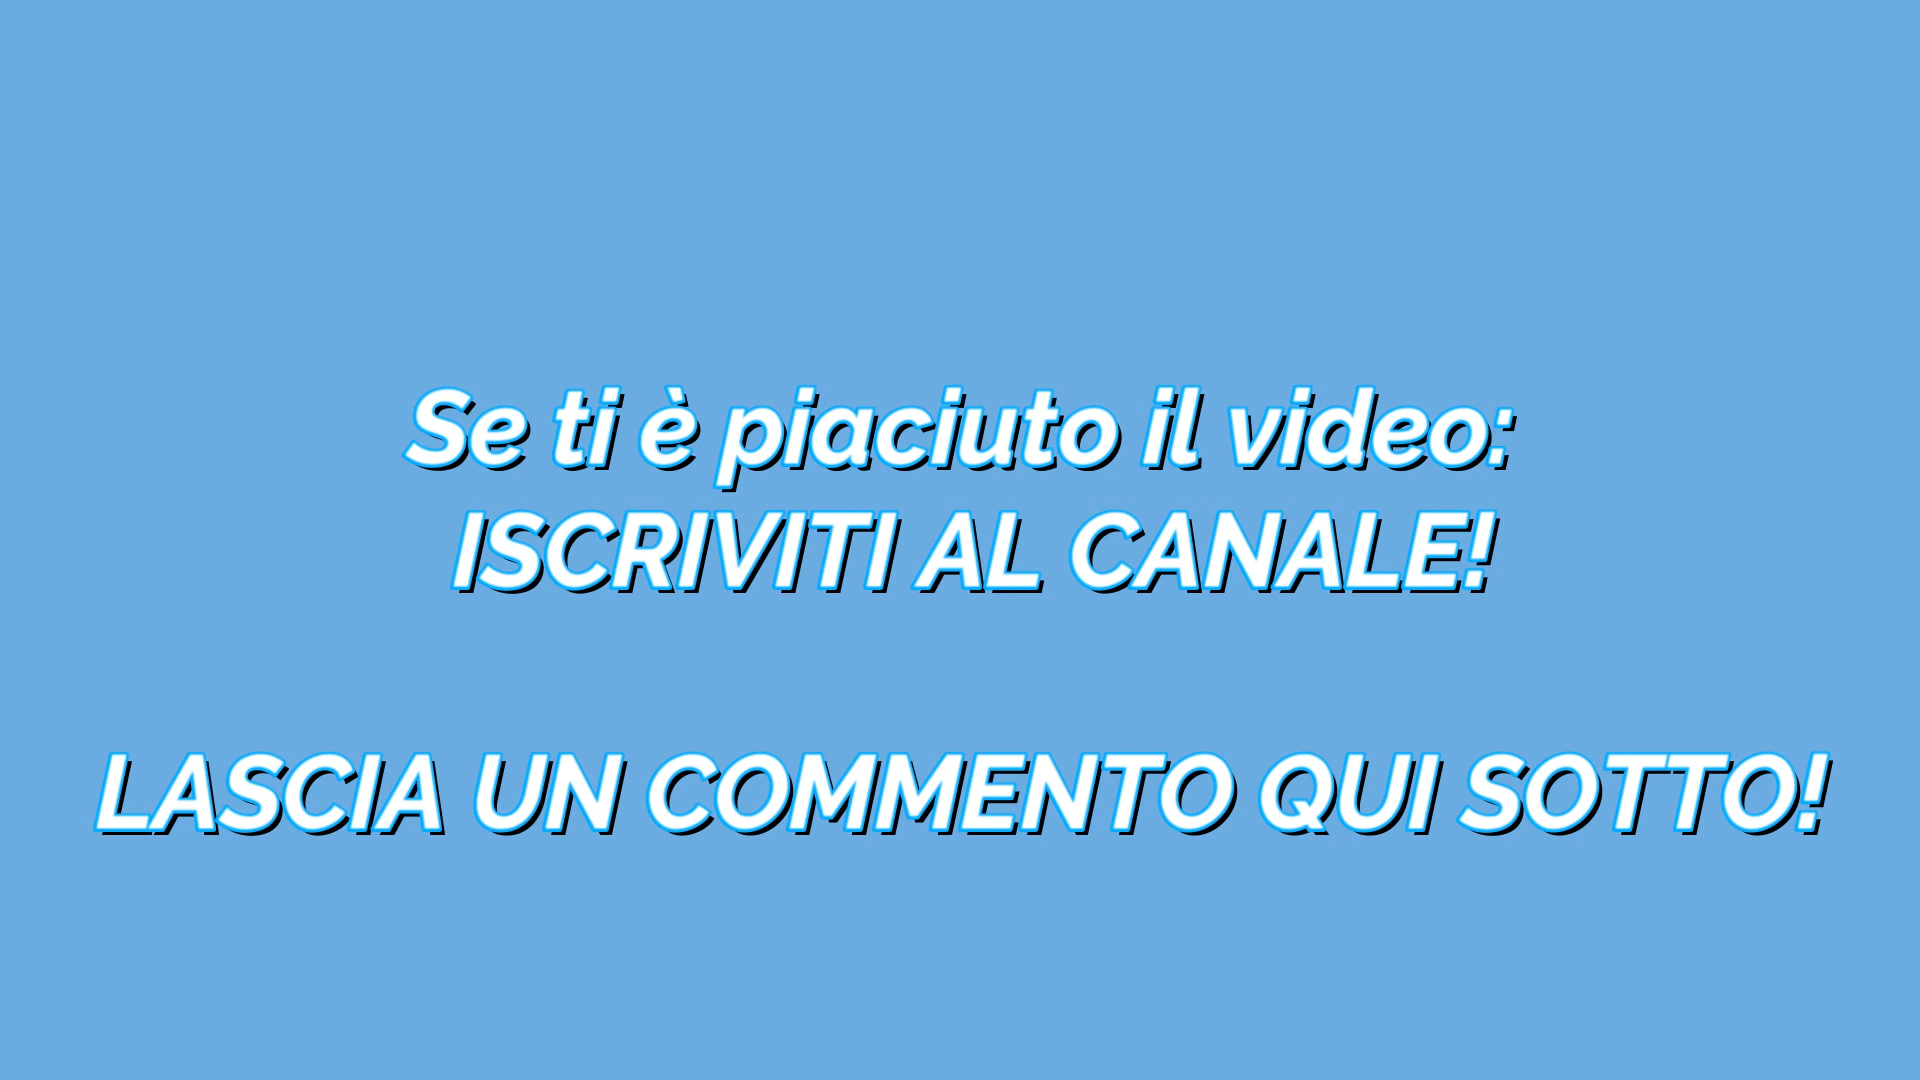 Se ti è piaciuto il video:
ISCRIVITI AL CANALE!
LASCIA UN COMMENTO QUI SOTTO!